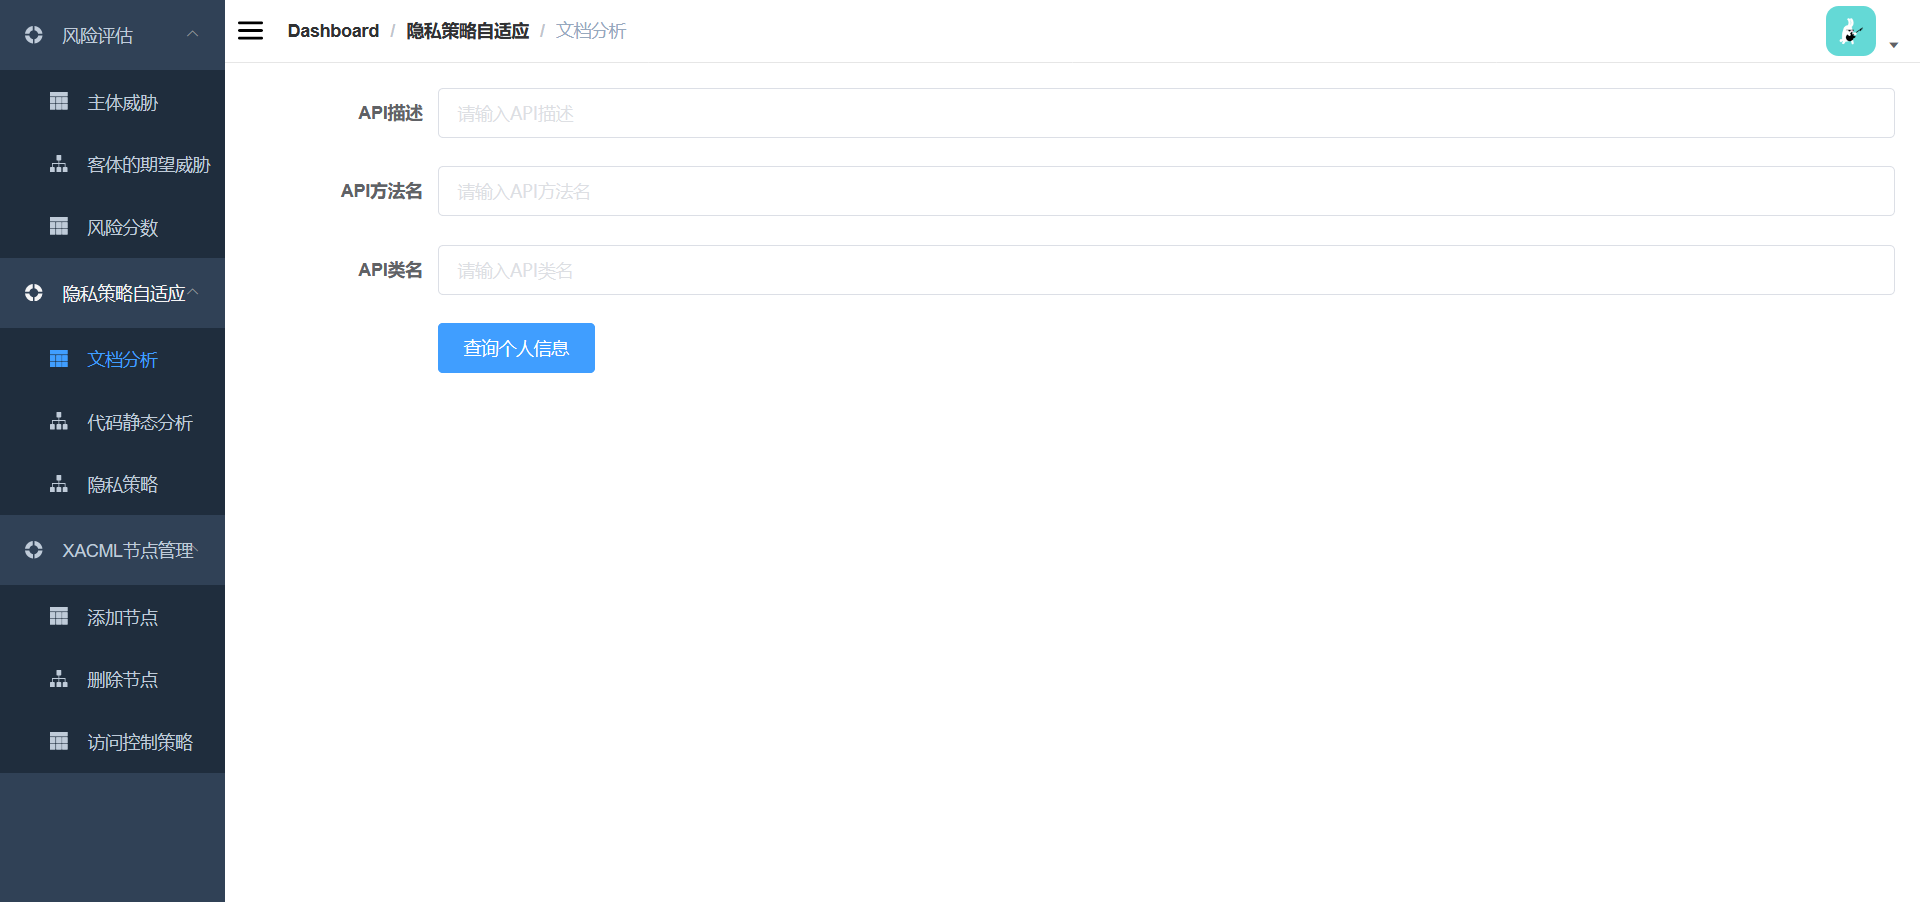 风险评估
主体威胁
客体的期望威胁
风险分数
隐私策略自适应
文档分析
代码静态分析
隐私策略
XACML节点管理
添加节点
删除节点
访问控制策略
Dashboard / 隐私策略自适应 / 文档分析
API描述 请输入API描述
API方法名 请输入API方法名
API类名 请输入API类名
查询个人信息